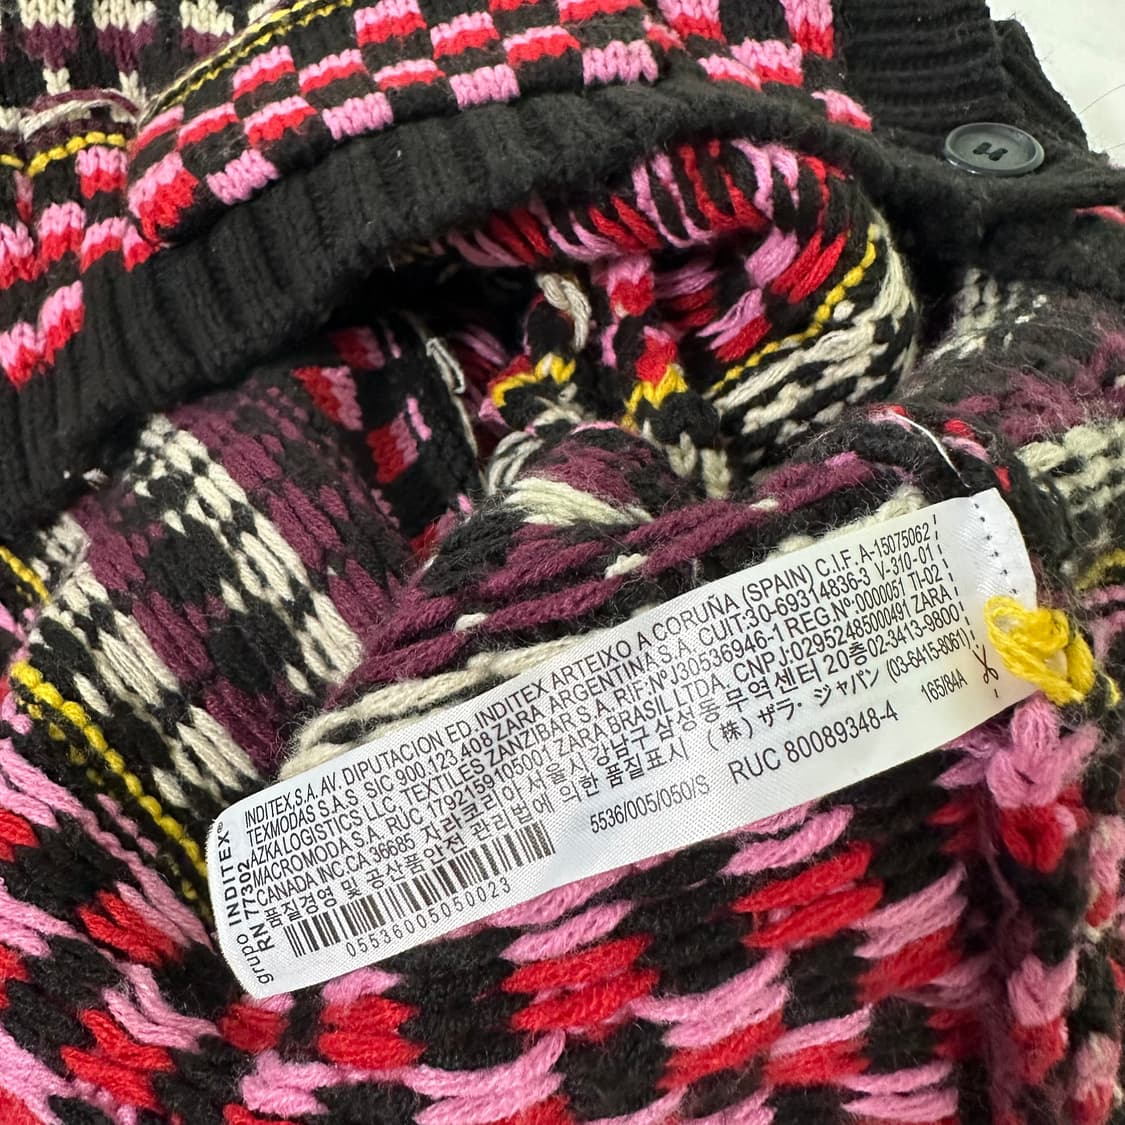 grupo INDITEX®
RN 77302
INDITEX,S.A. AV. DIPUTACION ED. INDITEX ARTEIXO A CORUNA (SPAIN) C.I.F. A-15075062
TEXMODAS S.A.S SIC 900.123.408 ZARA ARGENTINA S.A. CUIT:30-69314836-3 V-310-01
AZKA LOGISTICS LLC TEXTILES ZANZIBAR S.A. RIF:NºJ30536946-1 REG.Nº:0000051 TI-02
MACROMODA S.A. RUC 1792159105001 ZARA BRASIL LTDA, CNPJ:02952485000491 ZARA
CANADA INC.CA 36685 자라코리아 서울시 강남구 삼성동 무역센터 20층 02-3413-9800
품질경영 및 공산품안전 관리법에 의한 품질표시 (株) ザラ・ジャパン (03-6415-8061)
165/84A
5536/005/050/S RUC 80089348-4
05536005050023